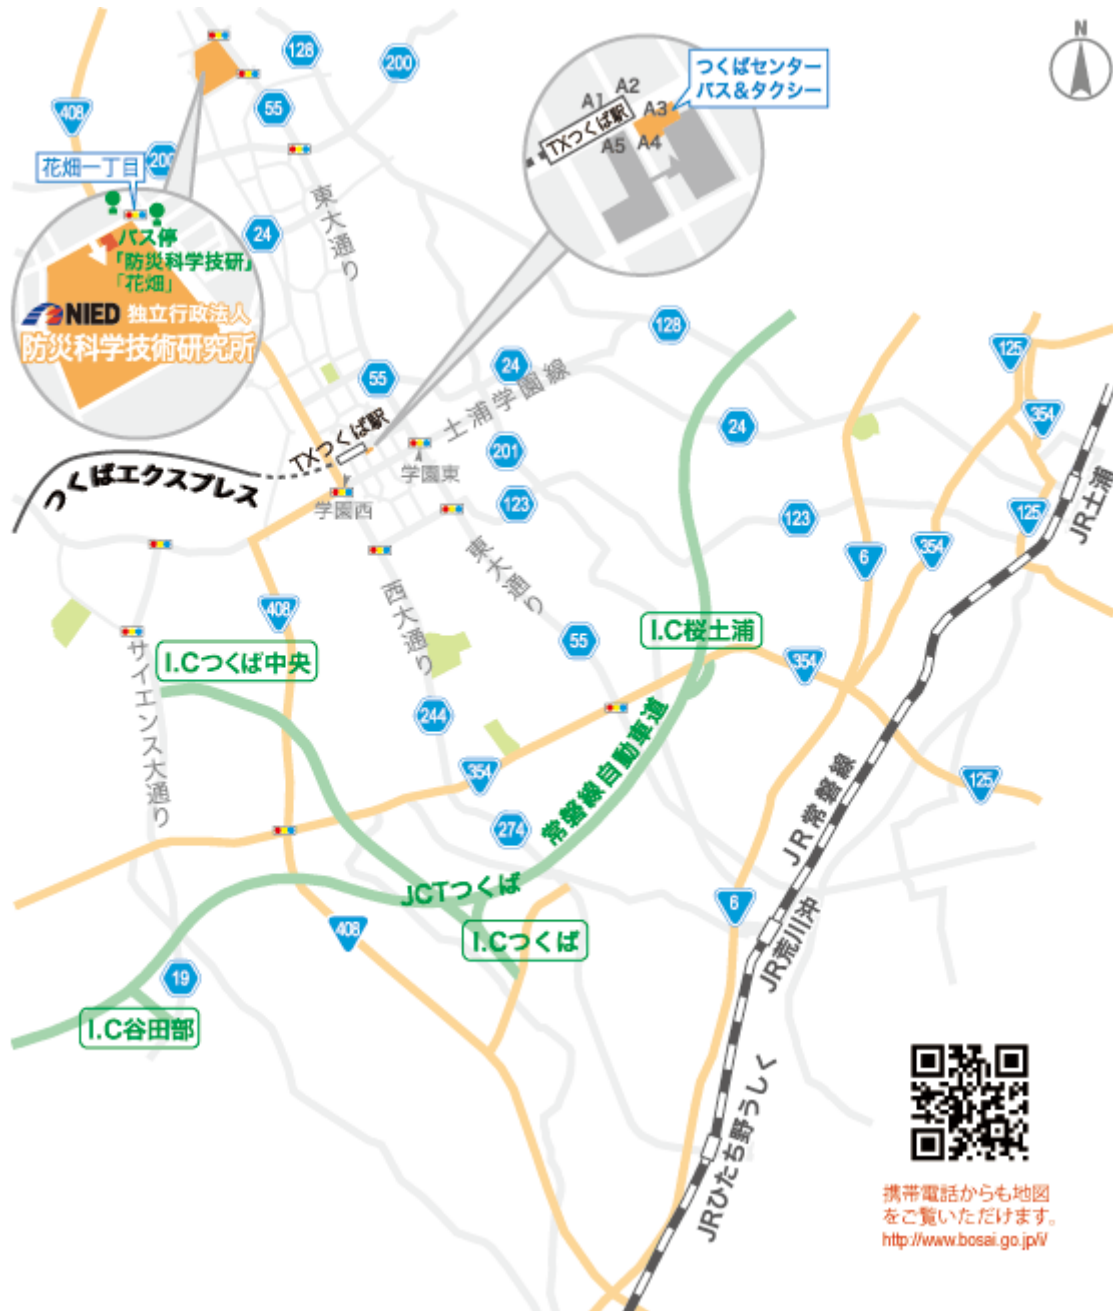 N
128
200
408
55
200
24
花畑一丁目
バス停
「防災科学技研」
「花畑」
NIED 独立行政法人
防災科学技術研究所
東大通り
つくばセンター
バス&タクシー
A1
A2
A3
A4
A5
TXつくば駅
128
125
354
24
55
24
土浦学園線
TXつくば駅
学園東
201
つくばエクスプレス
学園西
123
123
125
JR土浦
6
354
東大通り
西大通り
408
55
I.C桜土浦
サイエンス大通り
I.Cつくば中央
354
244
常磐線自動車道
354
125
274
JR常磐線
JCTつくば
6
408
I.Cつくば
JR荒川沖
19
I.C谷田部
JRひたち野うしく
携帯電話からも地図
をご覧いただけます。
http://www.bosai.go.jp/i/